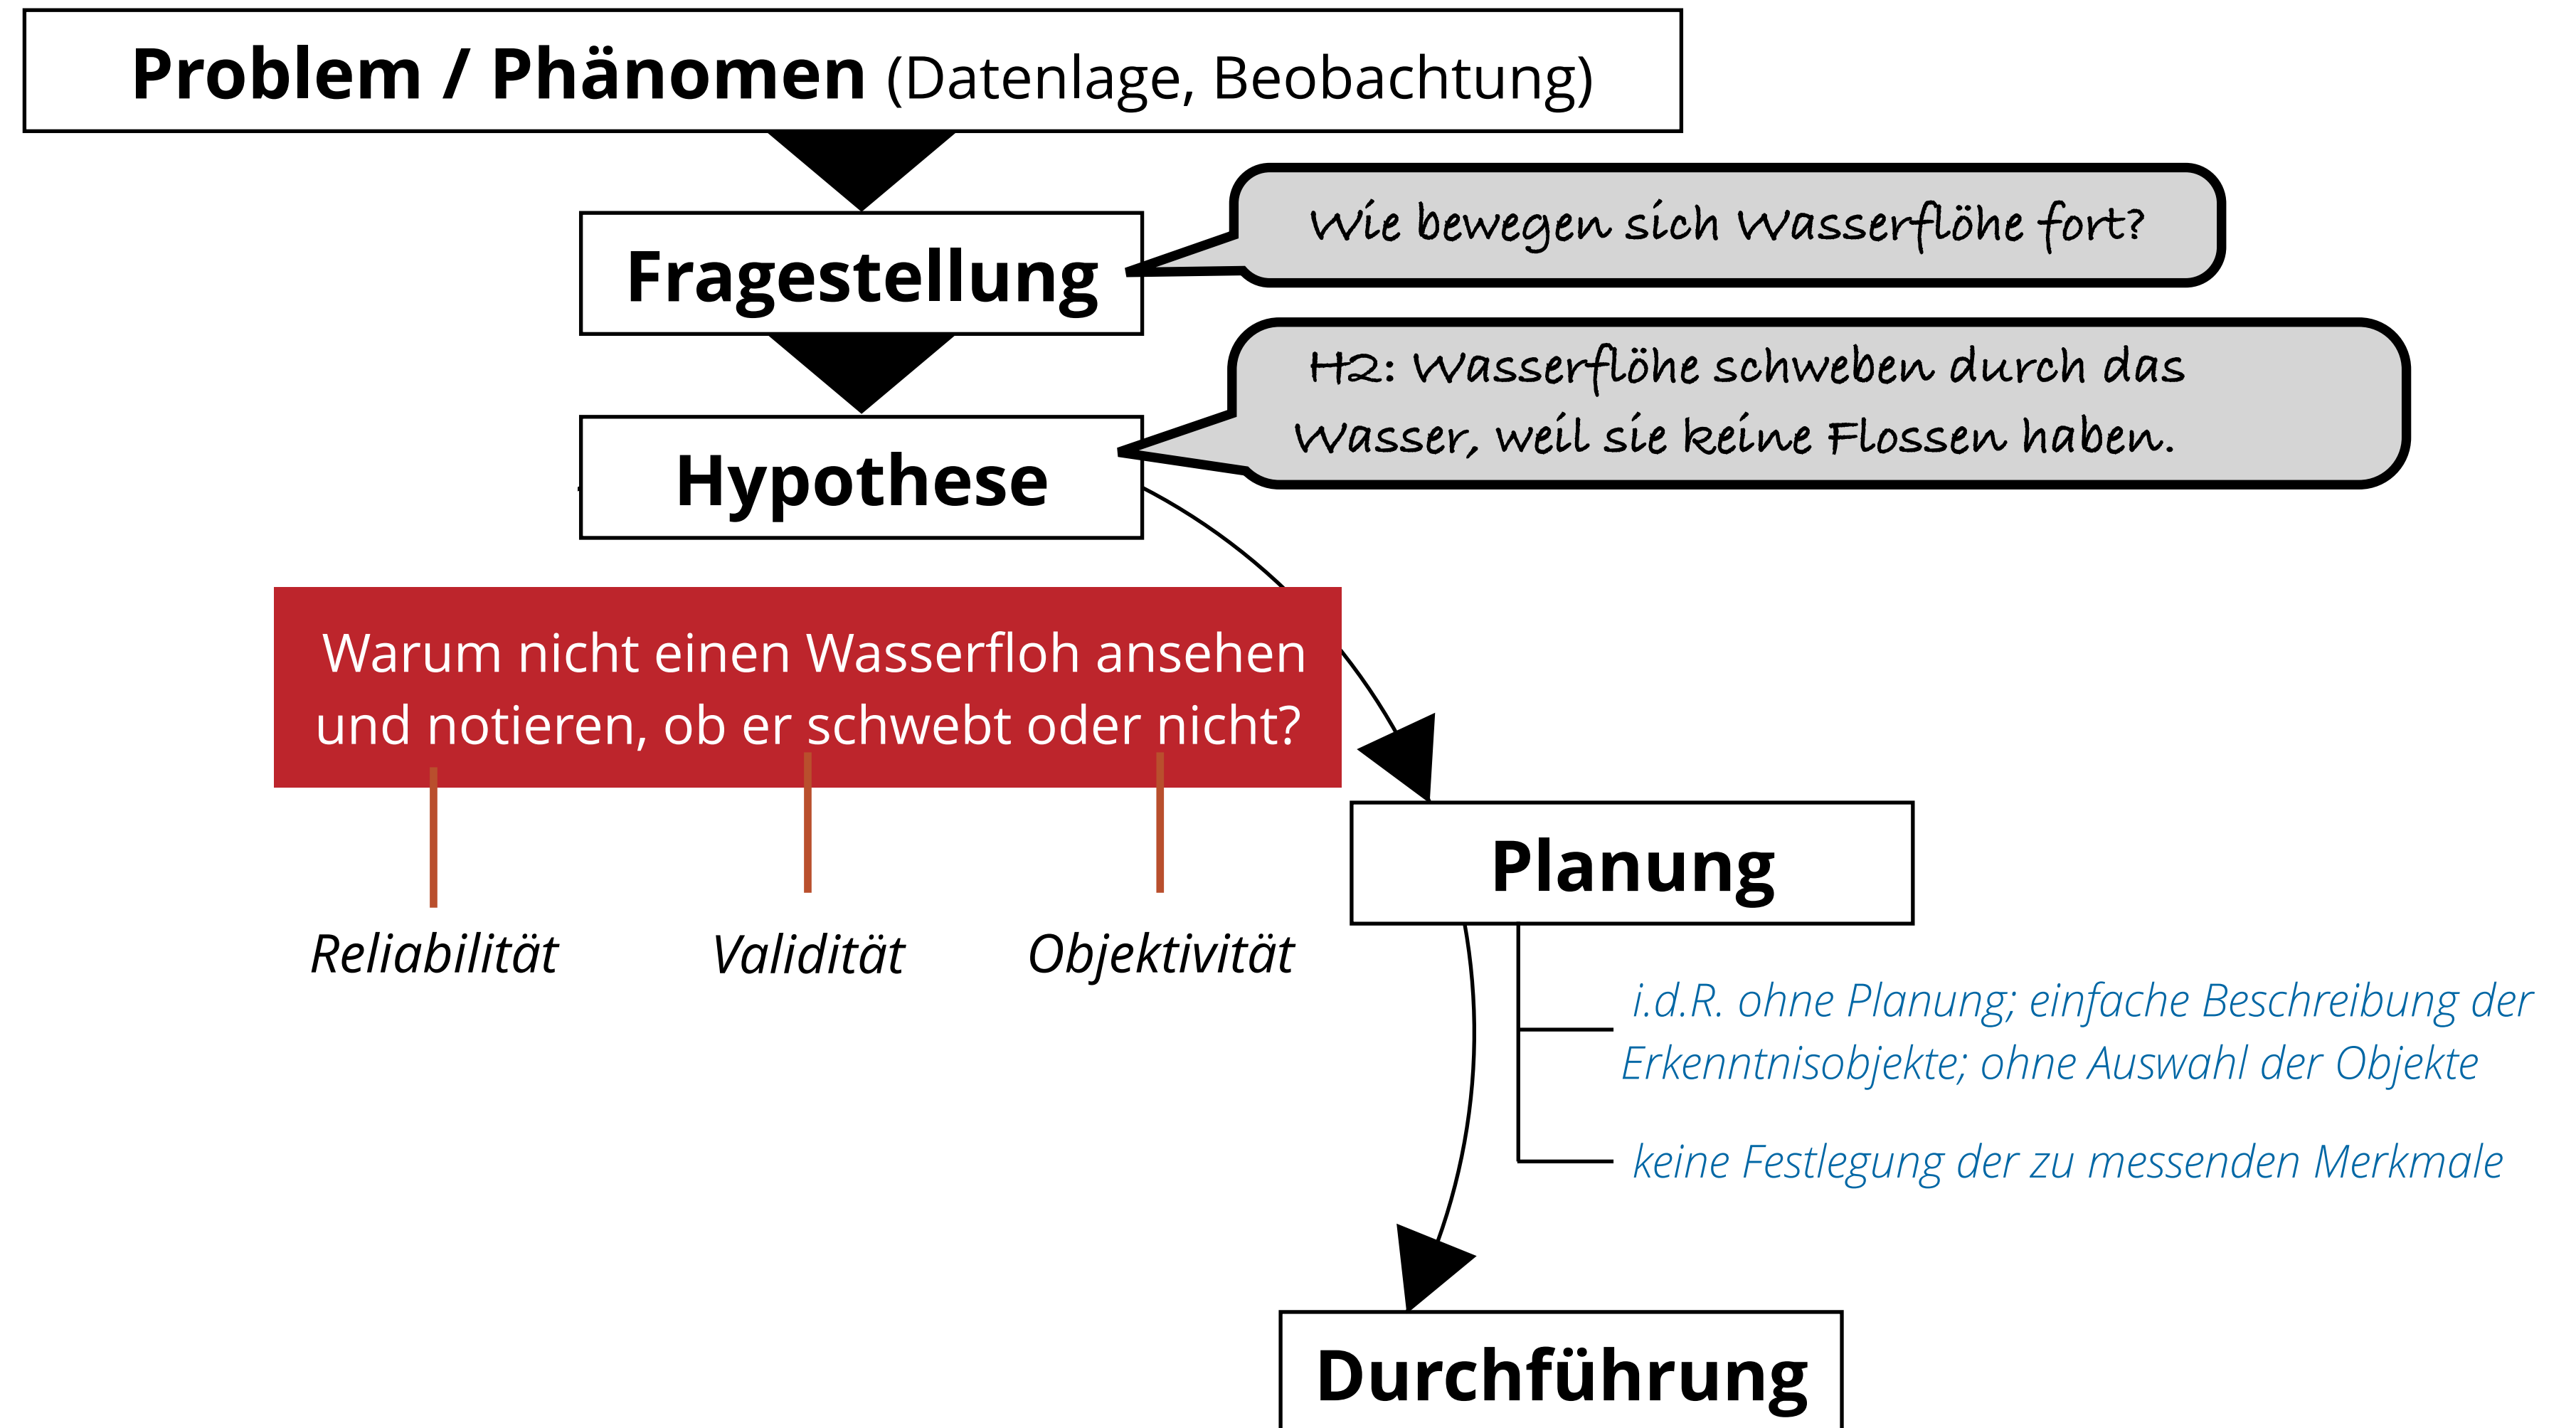 Problem / Phänomen (Datenlage, Beobachtung)
Fragestellung
Wie bewegen sich Wasserflöhe fort?
Hypothese
H2: Wasserflöhe schweben durch das
Wasser, weil sie keine Flossen haben.
Warum nicht einen Wasserfloh ansehen
und notieren, ob er schwebt oder nicht?
Reliabilität
Validität
Objektivität
Planung
i.d.R. ohne Planung; einfache Beschreibung der
Erkenntnisobjekte; ohne Auswahl der Objekte
keine Festlegung der zu messenden Merkmale
Durchführung